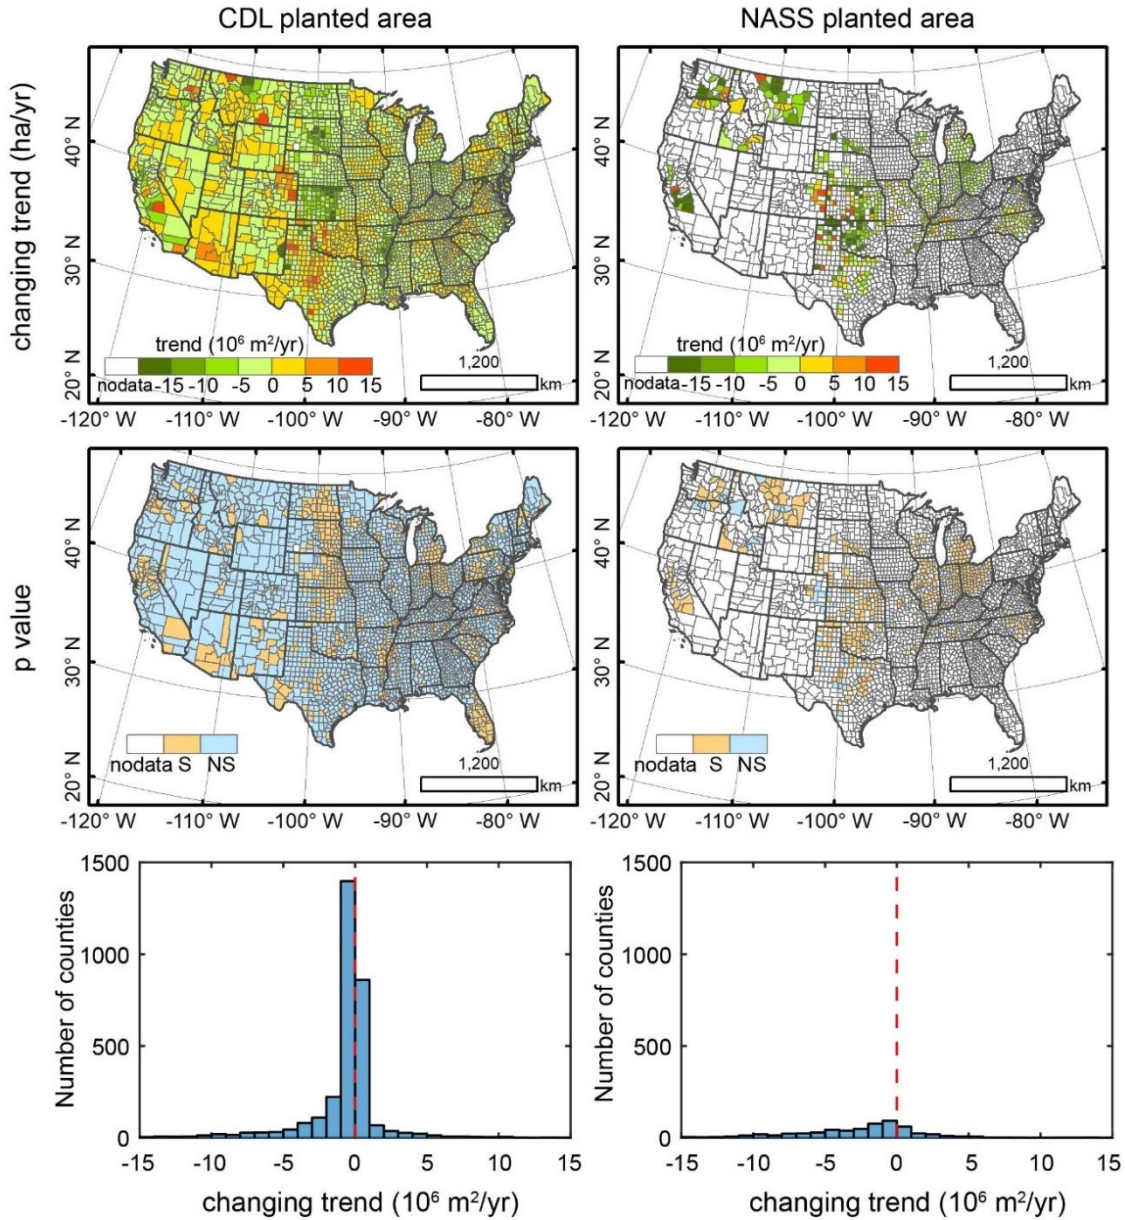 CDL planted area
NASS planted area
changing trend (ha/yr)
40° N
30° N
20° N
trend (10⁶ m²/yr)
nodata -15 -10 -5 0 5 10 15
1,200
km
-120° W -110° W -100° W -90° W -80° W
40° N
30° N
20° N
trend (10⁶ m²/yr)
nodata -15 -10 -5 0 5 10 15
1,200
km
-120° W -110° W -100° W -90° W -80° W
p value
40° N
30° N
20° N
nodata S NS
1,200
km
-120° W -110° W -100° W -90° W -80° W
40° N
30° N
20° N
nodata S NS
1,200
km
-120° W -110° W -100° W -90° W -80° W
Number of counties
1500
1000
500
0
-15 -10 -5 0 5 10 15
changing trend (10⁶ m²/yr)
Number of counties
1500
1000
500
0
-15 -10 -5 0 5 10 15
changing trend (10⁶ m²/yr)